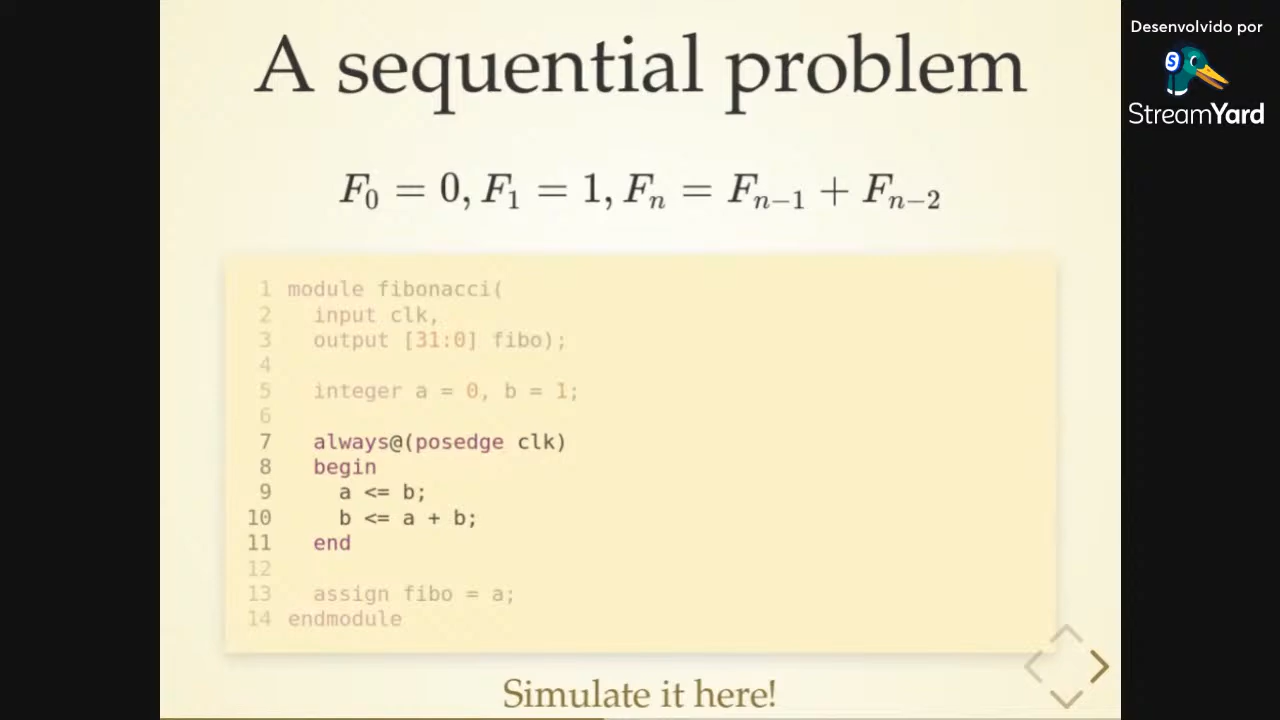 A sequential problem
F0 = 0, F1 = 1, Fn = Fn−1 + Fn−2
1 module fibonacci(
2   input clk,
3   output [31:0] fibo);
4
5   integer a = 0, b = 1;
6
7   always@(posedge clk)
8   begin
9     a <= b;
10     b <= a + b;
11   end
12
13   assign fibo = a;
14 endmodule
Simulate it here!
Desenvolvido por
S
StreamYard